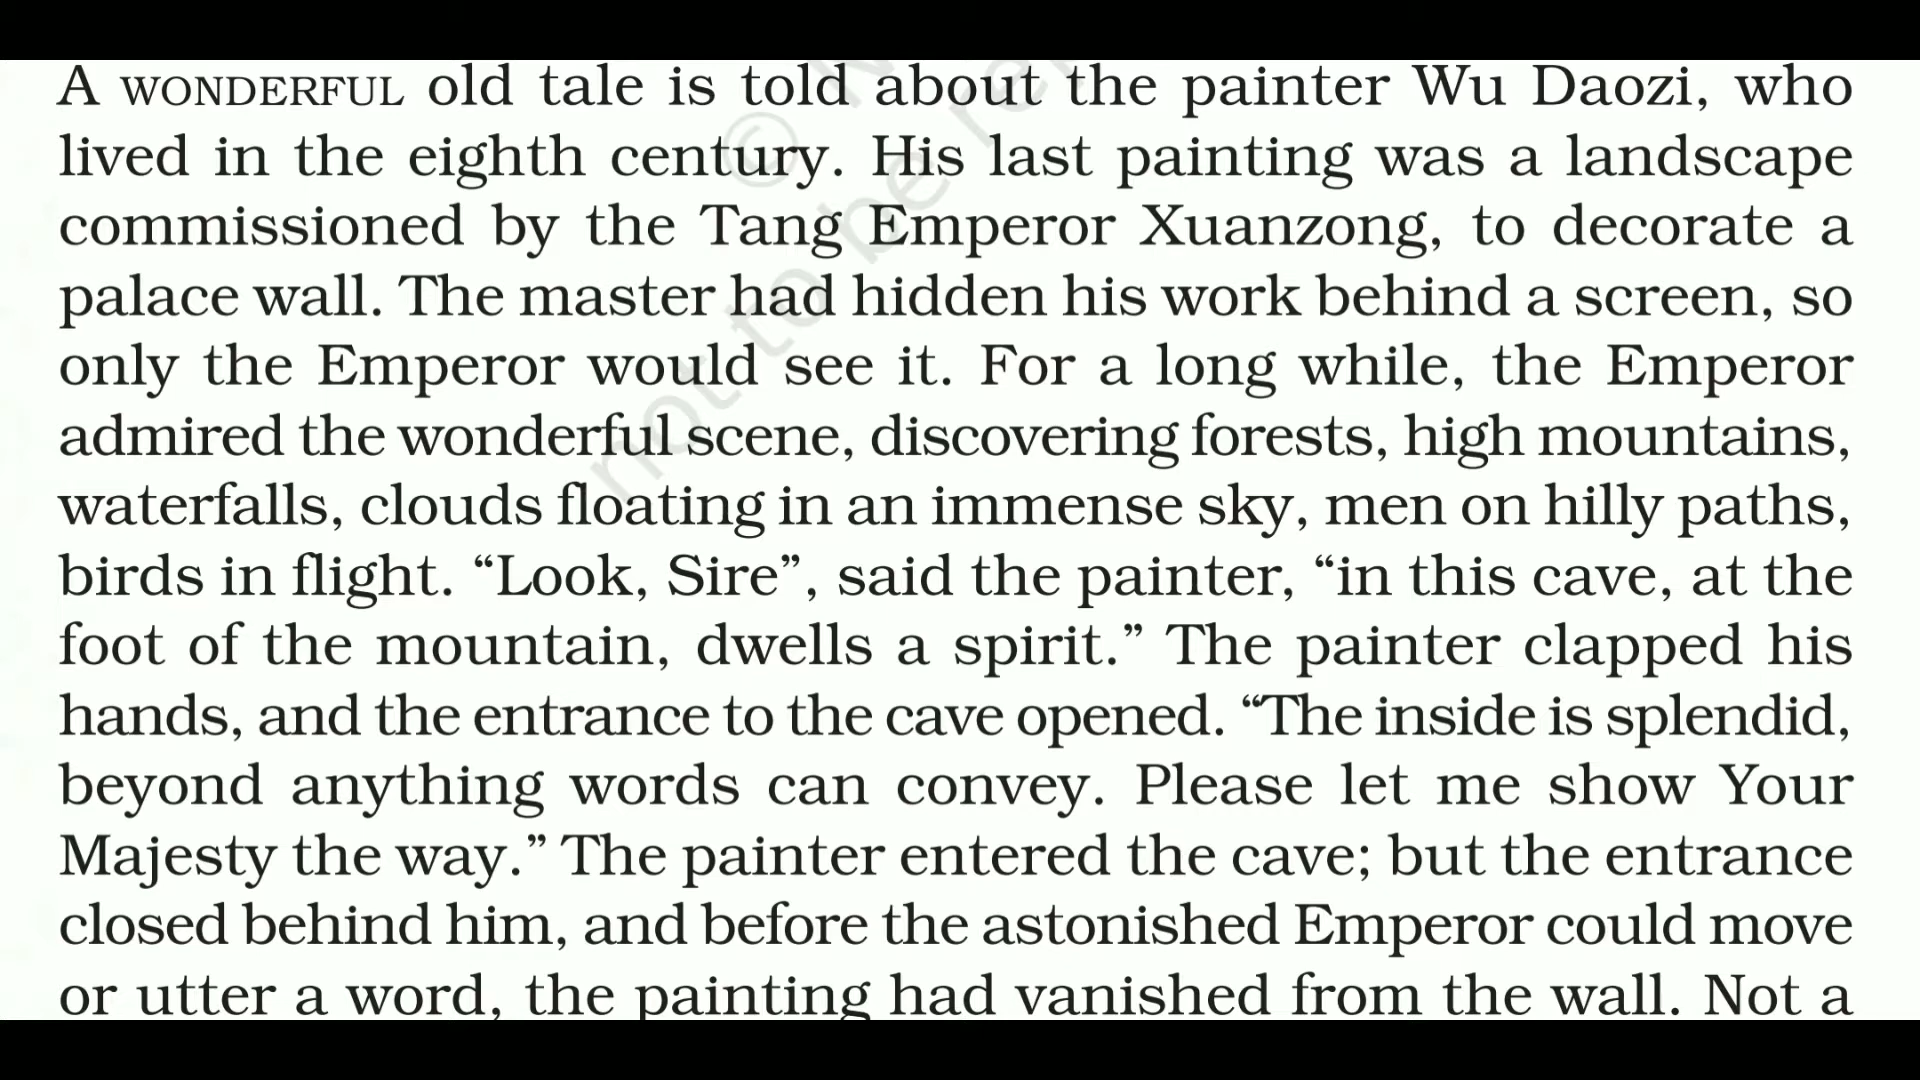 A WONDERFUL old tale is told about the painter Wu Daozi, who
lived in the eighth century. His last painting was a landscape
commissioned by the Tang Emperor Xuanzong, to decorate a
palace wall. The master had hidden his work behind a screen, so
only the Emperor would see it. For a long while, the Emperor
admired the wonderful scene, discovering forests, high mountains,
waterfalls, clouds floating in an immense sky, men on hilly paths,
birds in flight. “Look, Sire”, said the painter, “in this cave, at the
foot of the mountain, dwells a spirit.” The painter clapped his
hands, and the entrance to the cave opened. “The inside is splendid,
beyond anything words can convey. Please let me show Your
Majesty the way.” The painter entered the cave; but the entrance
closed behind him, and before the astonished Emperor could move
or utter a word, the painting had vanished from the wall. Not a
©
not to be